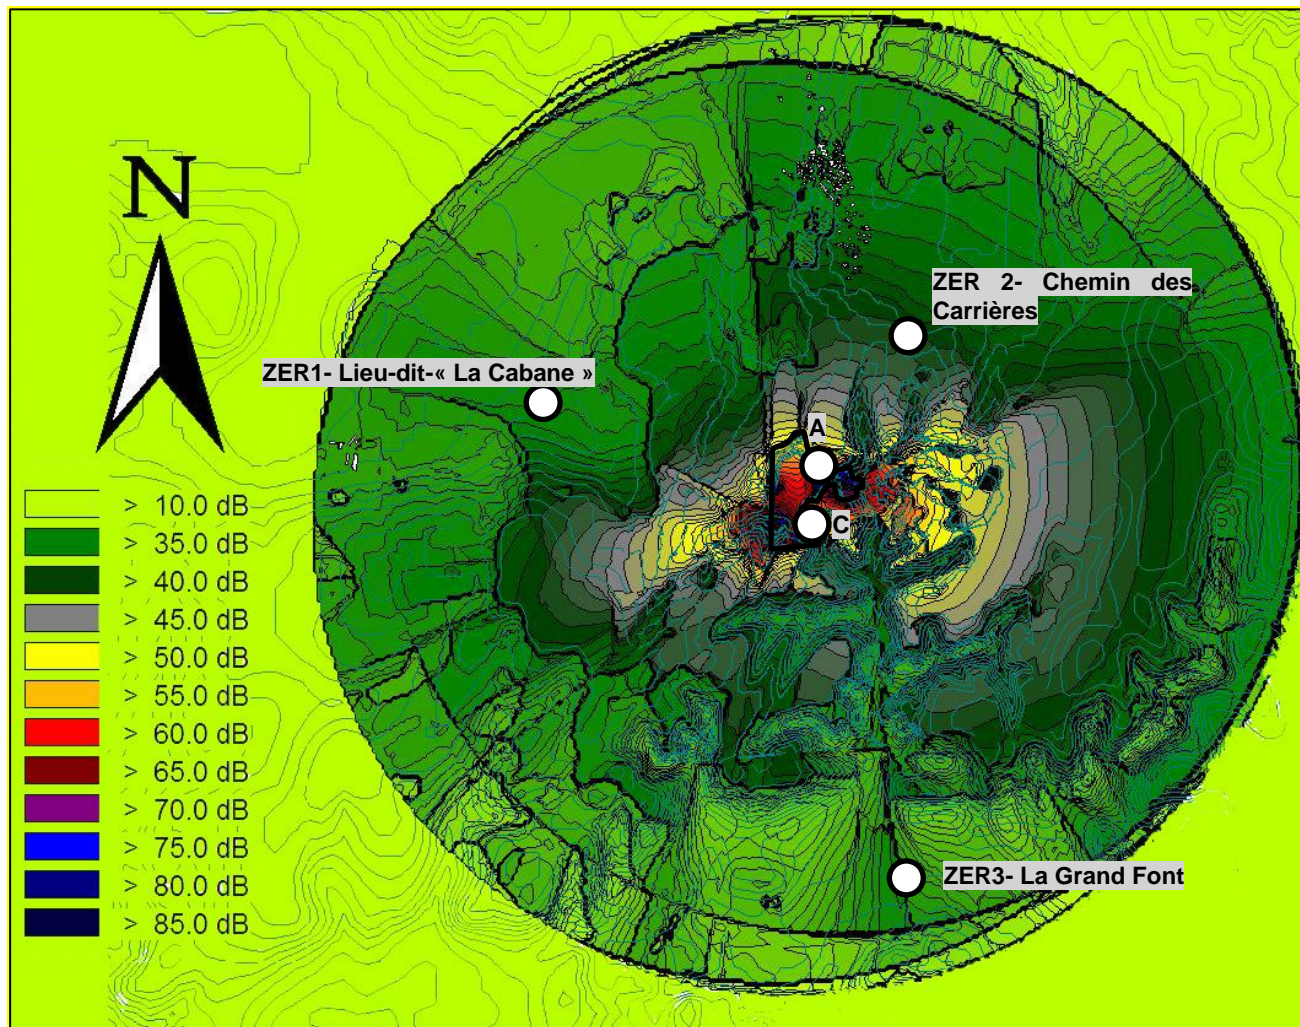 N
ZER 2- Chemin des
Carrières
ZER1- Lieu-dit-« La Cabane »
A
C
> 10.0 dB
> 35.0 dB
> 40.0 dB
> 45.0 dB
> 50.0 dB
> 55.0 dB
> 60.0 dB
> 65.0 dB
> 70.0 dB
> 75.0 dB
> 80.0 dB
> 85.0 dB
ZER3- La Grand Font